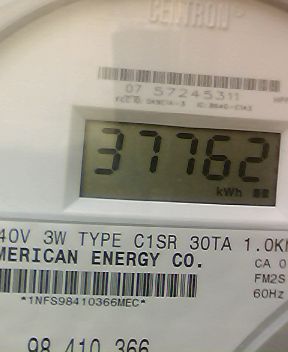 CENTRON
07 57245311
37762
kWh
40V 3W TYPE C1SR 30TA 1.0K
MERICAN ENERGY CO.
CA 0
FM2S
60Hz
*1NFS98410366MEC*
98 410 366